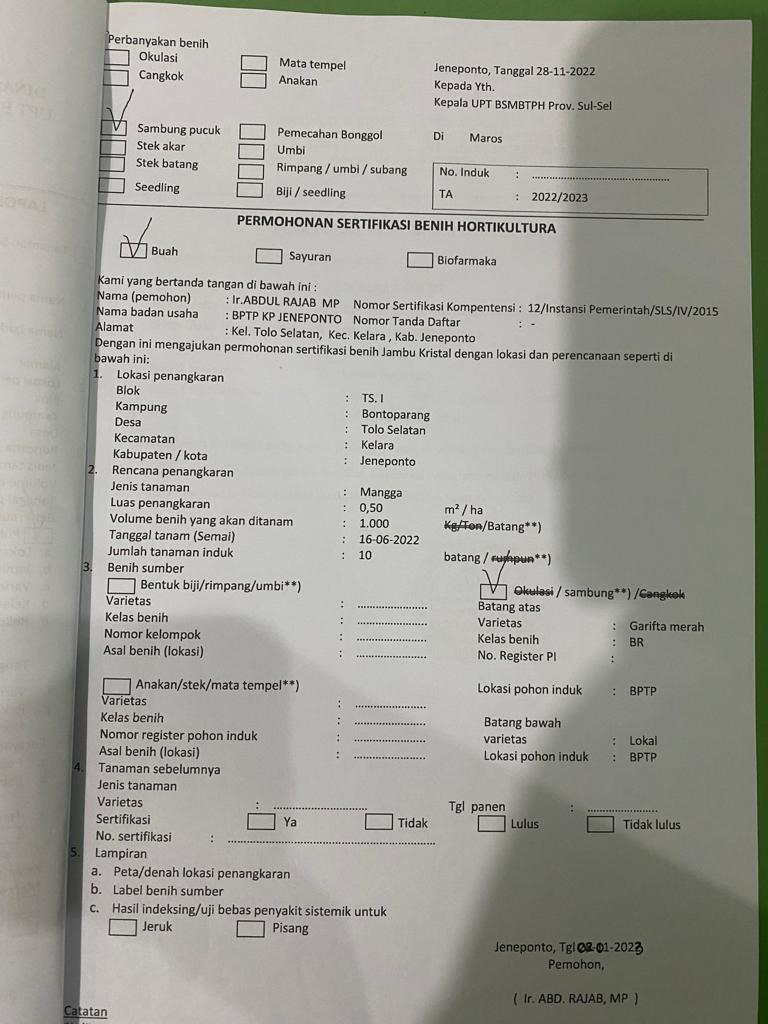 Perbanyakan benih
Okulasi
Mata tempel
Cangkok
Anakan
Jeneponto, Tanggal 28-11-2022
Kepada Yth.
Kepala UPT BSMBTPH Prov. Sul-Sel
Sambung pucuk
Pemecahan Bonggol
Di Maros
Stek akar
Umbi
Stek batang
Rimpang / umbi / subang
Seedling
Biji / seedling
No. Induk : ........................................
TA : 2022/2023
PERMOHONAN SERTIFIKASI BENIH HORTIKULTURA
Buah Sayuran Biofarmaka
Kami yang bertanda tangan di bawah ini :
Nama (pemohon) : Ir.ABDUL RAJAB MP Nomor Sertifikasi Kompentensi : 12/Instansi Pemerintah/SLS/IV/2015
Nama badan usaha : BPTP KP JENEPONTO Nomor Tanda Daftar : -
Alamat : Kel. Tolo Selatan, Kec. Kelara , Kab. Jeneponto
Dengan ini mengajukan permohonan sertifikasi benih Jambu Kristal dengan lokasi dan perencanaan seperti di
bawah ini:
1. Lokasi penangkaran
Blok : TS. I
Kampung : Bontoparang
Desa : Tolo Selatan
Kecamatan : Kelara
Kabupaten / kota : Jeneponto
2. Rencana penangkaran
Jenis tanaman : Mangga
Luas penangkaran : 0,50 m² / ha
Volume benih yang akan ditanam : 1.000 Kg/Ton/Batang**)
Tanggal tanam (Semai) : 16-06-2022
Jumlah tanaman induk : 10 batang / rumpun**)
3. Benih sumber
Bentuk biji/rimpang/umbi**)
Okulasi / sambung**) /Cangkok
Varietas : ........................
Batang atas
Kelas benih : ........................
Varietas : Garifta merah
Nomor kelompok : ........................
Kelas benih : BR
Asal benih (lokasi) : ........................
No. Register PI :
Anakan/stek/mata tempel**)
Lokasi pohon induk : BPTP
Varietas : ........................
Kelas benih : ........................
Batang bawah
Nomor register pohon induk : ........................
varietas : Lokal
Asal benih (lokasi) : ........................
Lokasi pohon induk : BPTP
4. Tanaman sebelumnya
Jenis tanaman
Varietas : ........................ Tgl panen : ..................
Sertifikasi Ya Tidak Lulus Tidak lulus
No. sertifikasi : ......................................................
5. Lampiran
a. Peta/denah lokasi penangkaran
b. Label benih sumber
c. Hasil indeksing/uji bebas penyakit sistemik untuk
Jeruk Pisang
Jeneponto, Tgl 02-01-2023
Pemohon,
( Ir. ABD. RAJAB, MP )
Catatan